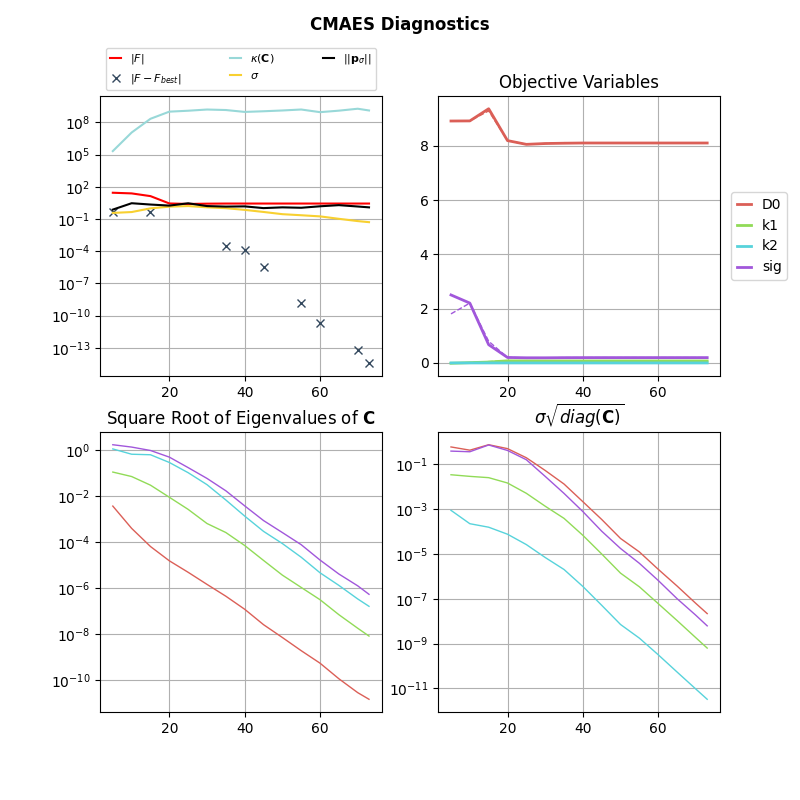 CMAES Diagnostics
|F|
|F − F_best|
κ(C)
σ
||p_σ||
10^8
10^5
10^2
10^-1
10^-4
10^-7
10^-10
10^-13
20 40 60
Objective Variables
8
6
4
2
0
20 40 60
D0
k1
k2
sig
Square Root of Eigenvalues of C
10^0
10^-2
10^-4
10^-6
10^-8
10^-10
20 40 60
σ√diag(C)
10^-1
10^-3
10^-5
10^-7
10^-9
10^-11
20 40 60